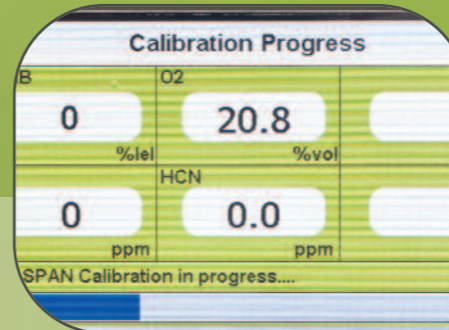 Calibration Progress
B O2
0 20.8
%lel %vol
HCN
0 0.0
ppm ppm
SPAN Calibration in progress....